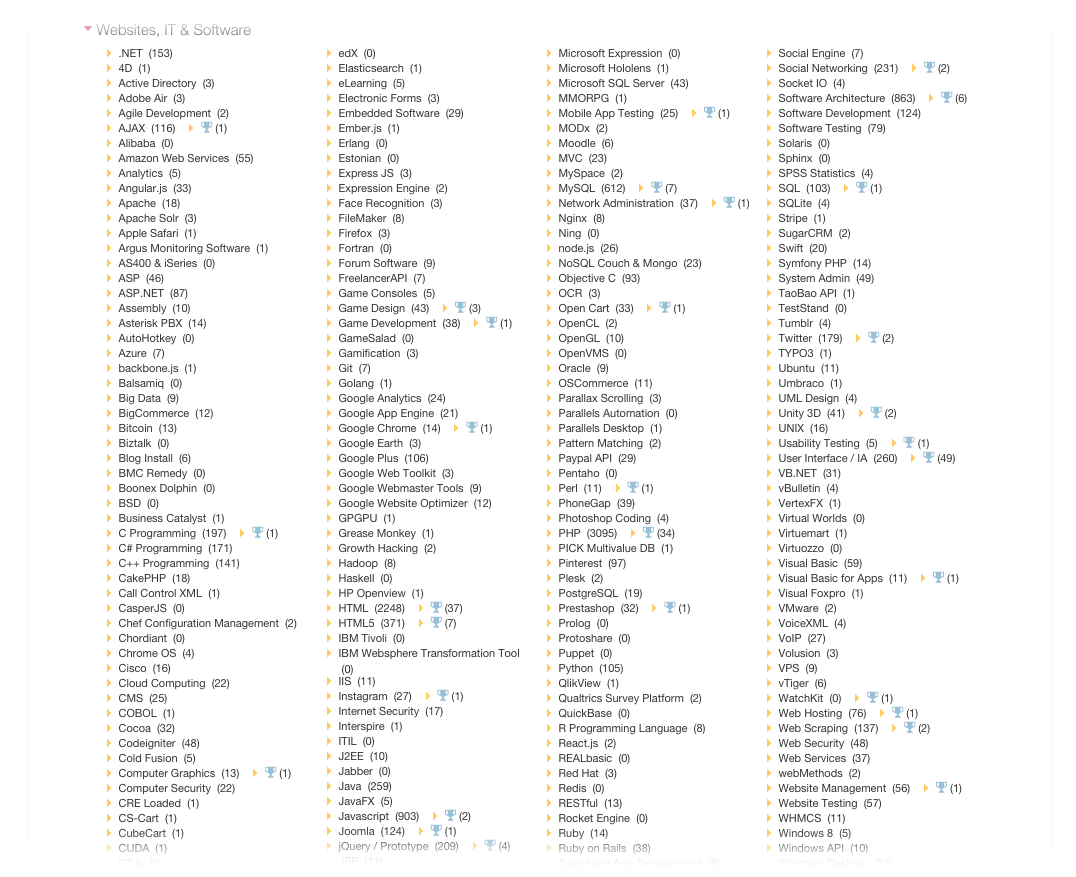 Websites, IT & Software
.NET (153)
4D (1)
Active Directory (3)
Adobe Air (3)
Agile Development (2)
AJAX (116) (1)
Alibaba (0)
Amazon Web Services (55)
Analytics (5)
Angular.js (33)
Apache (18)
Apache Solr (3)
Apple Safari (1)
Argus Monitoring Software (1)
AS400 & iSeries (0)
ASP (46)
ASP.NET (87)
Assembly (10)
Asterisk PBX (14)
AutoHotkey (0)
Azure (7)
backbone.js (1)
Balsamiq (0)
Big Data (9)
BigCommerce (12)
Bitcoin (13)
Biztalk (0)
Blog Install (6)
BMC Remedy (0)
Boonex Dolphin (0)
BSD (0)
Business Catalyst (1)
C Programming (197) (1)
C# Programming (171)
C++ Programming (141)
CakePHP (18)
Call Control XML (1)
CasperJS (0)
Chef Configuration Management (2)
Chordiant (0)
Chrome OS (4)
Cisco (16)
Cloud Computing (22)
CMS (25)
COBOL (1)
Cocoa (32)
Codeigniter (48)
Cold Fusion (5)
Computer Graphics (13) (1)
Computer Security (22)
CRE Loaded (1)
CS-Cart (1)
CubeCart (1)
CUDA (1)
edX (0)
Elasticsearch (1)
eLearning (5)
Electronic Forms (3)
Embedded Software (29)
Ember.js (1)
Erlang (0)
Estonian (0)
Express JS (3)
Expression Engine (2)
Face Recognition (3)
FileMaker (8)
Firefox (3)
Fortran (0)
Forum Software (9)
FreelancerAPI (7)
Game Consoles (5)
Game Design (43) (3)
Game Development (38) (1)
GameSalad (0)
Gamification (3)
Git (7)
Golang (1)
Google Analytics (24)
Google App Engine (21)
Google Chrome (14) (1)
Google Earth (3)
Google Plus (106)
Google Web Toolkit (3)
Google Webmaster Tools (9)
Google Website Optimizer (12)
GPGPU (1)
Grease Monkey (1)
Growth Hacking (2)
Hadoop (8)
Haskell (0)
HP Openview (1)
HTML (2248) (37)
HTML5 (371) (7)
IBM Tivoli (0)
IBM Websphere Transformation Tool
(0)
IIS (11)
Instagram (27) (1)
Internet Security (17)
Interspire (1)
ITIL (0)
J2EE (10)
Jabber (0)
Java (259)
JavaFX (5)
Javascript (903) (2)
Joomla (124) (1)
jQuery / Prototype (209) (4)
JSP (11)
Microsoft Expression (0)
Microsoft Hololens (1)
Microsoft SQL Server (43)
MMORPG (1)
Mobile App Testing (25) (1)
MODx (2)
Moodle (6)
MVC (23)
MySpace (2)
MySQL (612) (7)
Network Administration (37) (1)
Nginx (8)
Ning (0)
node.js (26)
NoSQL Couch & Mongo (23)
Objective C (93)
OCR (3)
Open Cart (33) (1)
OpenCL (2)
OpenGL (10)
OpenVMS (0)
Oracle (9)
OSCommerce (11)
Parallax Scrolling (3)
Parallels Automation (0)
Parallels Desktop (1)
Pattern Matching (2)
Paypal API (29)
Pentaho (0)
Perl (11) (1)
PhoneGap (39)
Photoshop Coding (4)
PHP (3095) (34)
PICK Multivalue DB (1)
Pinterest (97)
Plesk (2)
PostgreSQL (19)
Prestashop (32) (1)
Prolog (0)
Protoshare (0)
Puppet (0)
Python (105)
QlikView (1)
Qualtrics Survey Platform (2)
QuickBase (0)
R Programming Language (8)
React.js (2)
REALbasic (0)
Red Hat (3)
Redis (0)
RESTful (13)
Rocket Engine (0)
Ruby (14)
Ruby on Rails (38)
Social Engine (7)
Social Networking (231) (2)
Socket IO (4)
Software Architecture (863) (6)
Software Development (124)
Software Testing (79)
Solaris (0)
Sphinx (0)
SPSS Statistics (4)
SQL (103) (1)
SQLite (4)
Stripe (1)
SugarCRM (2)
Swift (20)
Symfony PHP (14)
System Admin (49)
TaoBao API (1)
TestStand (0)
Tumblr (4)
Twitter (179) (2)
TYPO3 (1)
Ubuntu (11)
Umbraco (1)
UML Design (4)
Unity 3D (41) (2)
UNIX (16)
Usability Testing (5) (1)
User Interface / IA (260) (49)
VB.NET (31)
vBulletin (4)
VertexFX (1)
Virtual Worlds (0)
Virtuemart (1)
Virtuozzo (0)
Visual Basic (59)
Visual Basic for Apps (11) (1)
Visual Foxpro (1)
VMware (2)
VoiceXML (4)
VoIP (27)
Volusion (3)
VPS (9)
vTiger (6)
WatchKit (0) (1)
Web Hosting (76) (1)
Web Scraping (137) (2)
Web Security (48)
Web Services (37)
webMethods (2)
Website Management (56) (1)
Website Testing (57)
WHMCS (11)
Windows 8 (5)
Windows API (10)